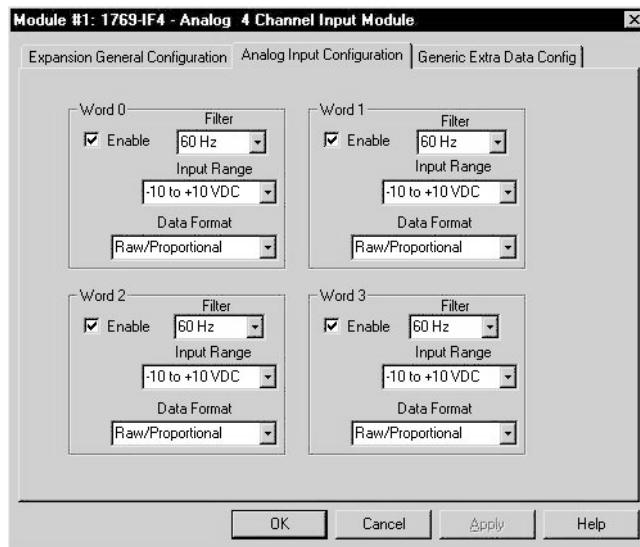 Module #1: 1769-IF4 - Analog 4 Channel Input Module
Expansion General Configuration
Analog Input Configuration
Generic Extra Data Config
Word 0
Filter
Enable
60 Hz
Input Range
-10 to +10 VDC
Data Format
Raw/Proportional
Word 1
Filter
Enable
60 Hz
Input Range
-10 to +10 VDC
Data Format
Raw/Proportional
Word 2
Filter
Enable
60 Hz
Input Range
-10 to +10 VDC
Data Format
Raw/Proportional
Word 3
Filter
Enable
60 Hz
Input Range
-10 to +10 VDC
Data Format
Raw/Proportional
OK
Cancel
Apply
Help